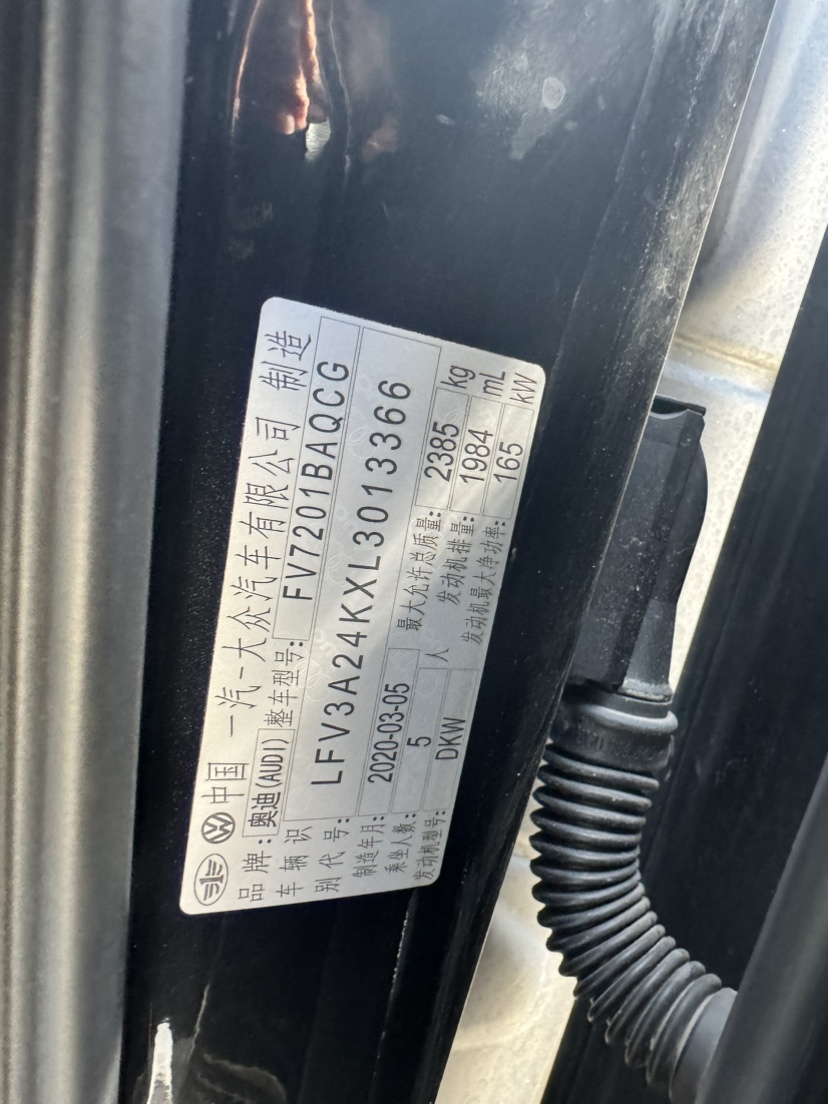 中国 一汽-大众汽车有限公司 制造
品牌: 奥迪(AUDI) 整车型号: FV7201BAQCG
车辆识别代号: LFV3A24KXL3013366
制造年月: 2020-03-05 最大允许总质量: 2385 kg
乘坐人数: 5 人 发动机排量: 1984 mL
发动机型号: DKW 发动机最大净功率: 165 kW